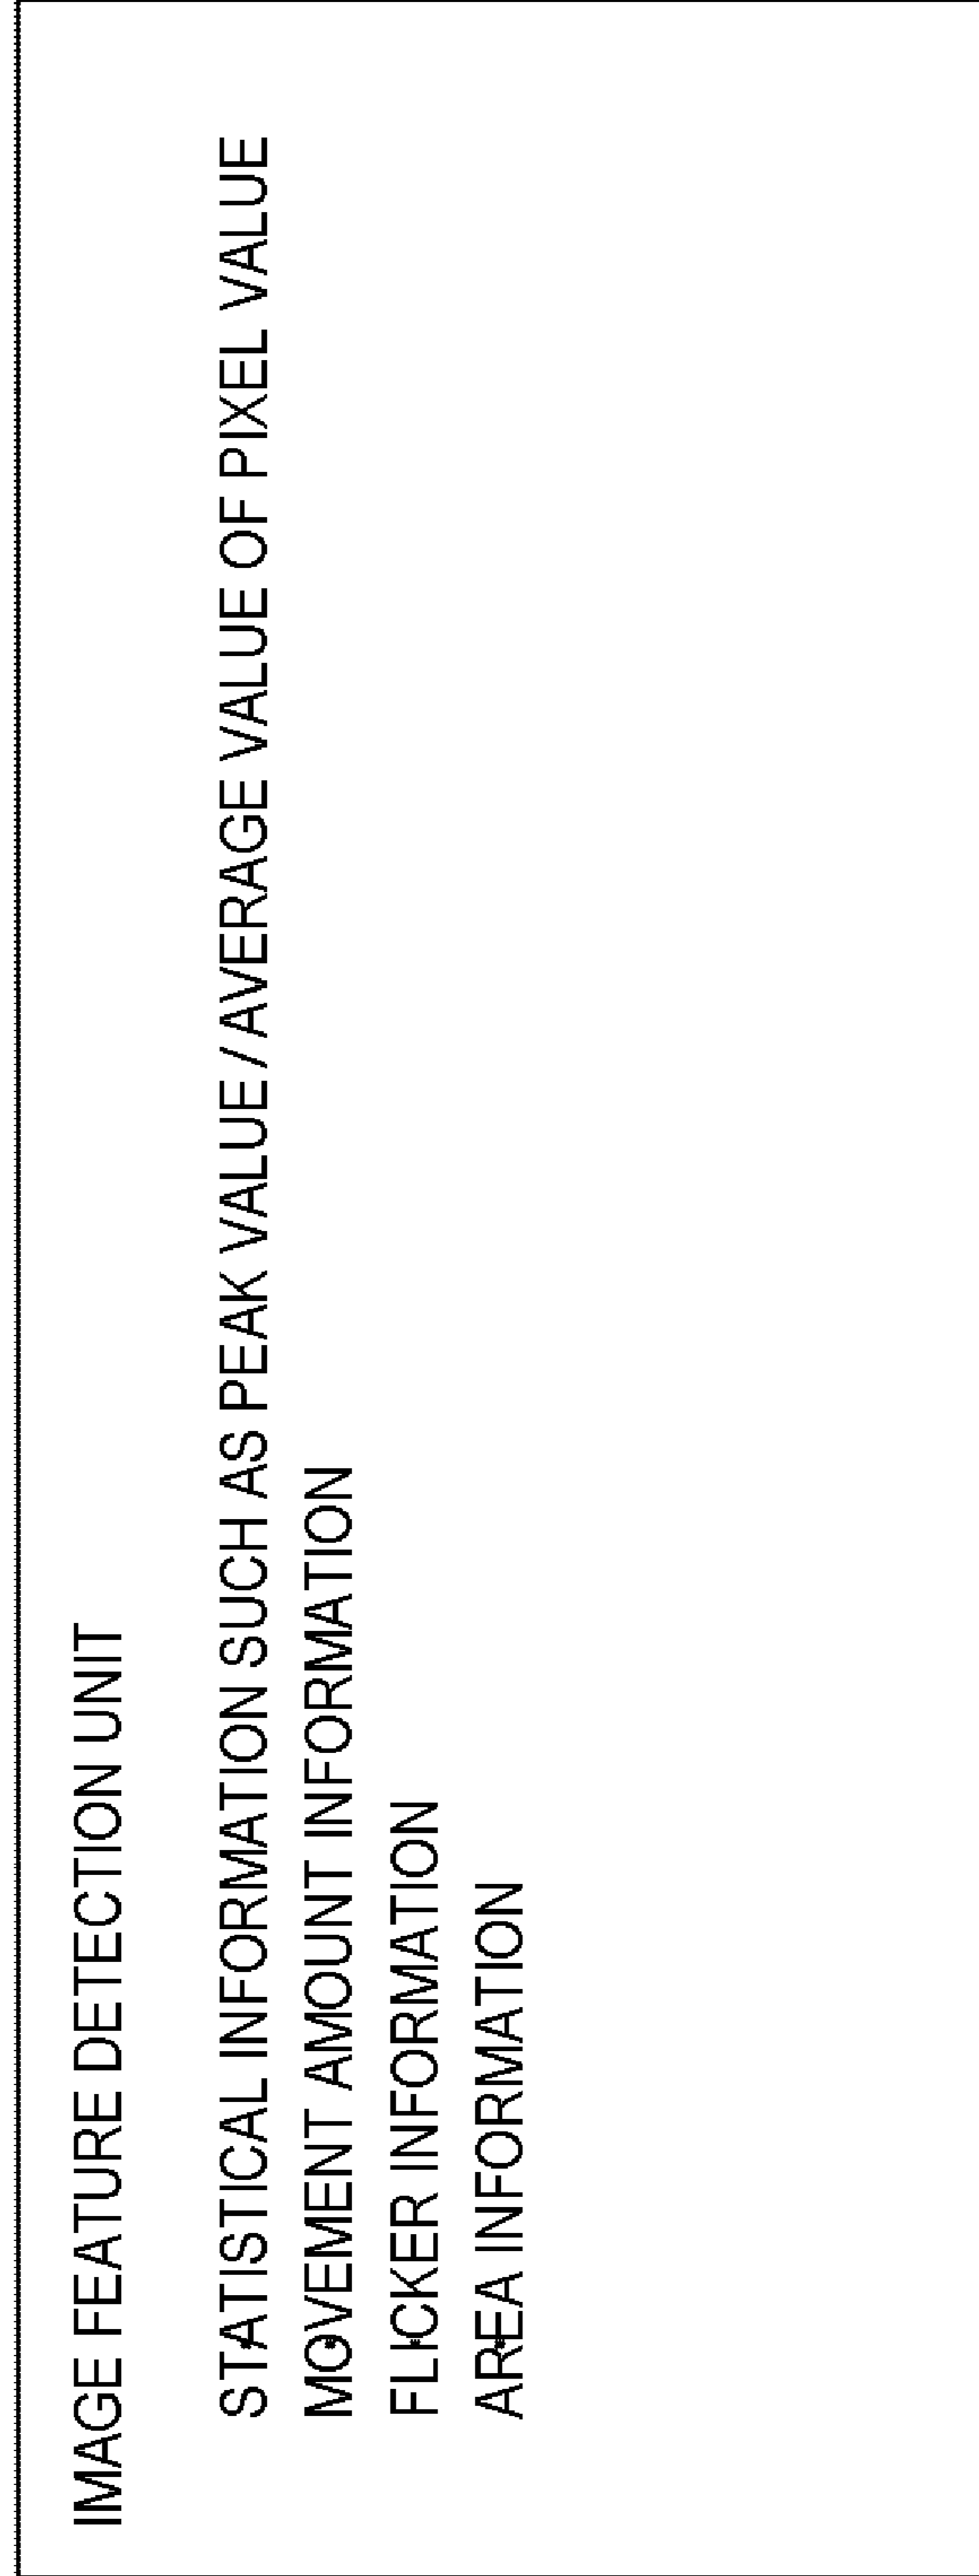 IMAGE FEATURE DETECTION UNIT
STATISTICAL INFORMATION SUCH AS PEAK VALUE / AVERAGE VALUE OF PIXEL VALUE
MOVEMENT AMOUNT INFORMATION
FLICKER INFORMATION
AREA INFORMATION